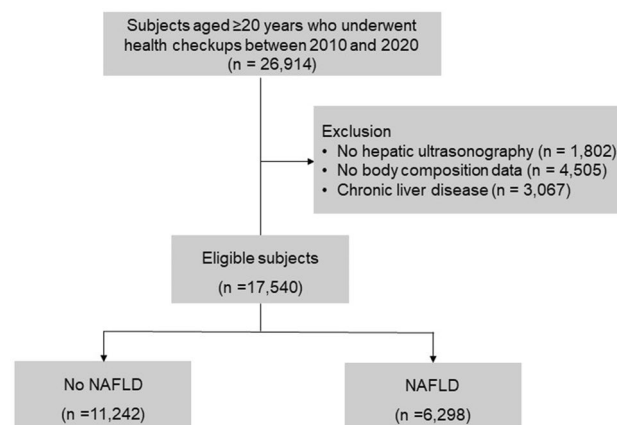 Subjects aged ≥20 years who underwent
health checkups between 2010 and 2020
(n = 26,914)
Exclusion
• No hepatic ultrasonography (n = 1,802)
• No body composition data (n = 4,505)
• Chronic liver disease (n = 3,067)
Eligible subjects
(n =17,540)
No NAFLD
(n =11,242)
NAFLD
(n =6,298)